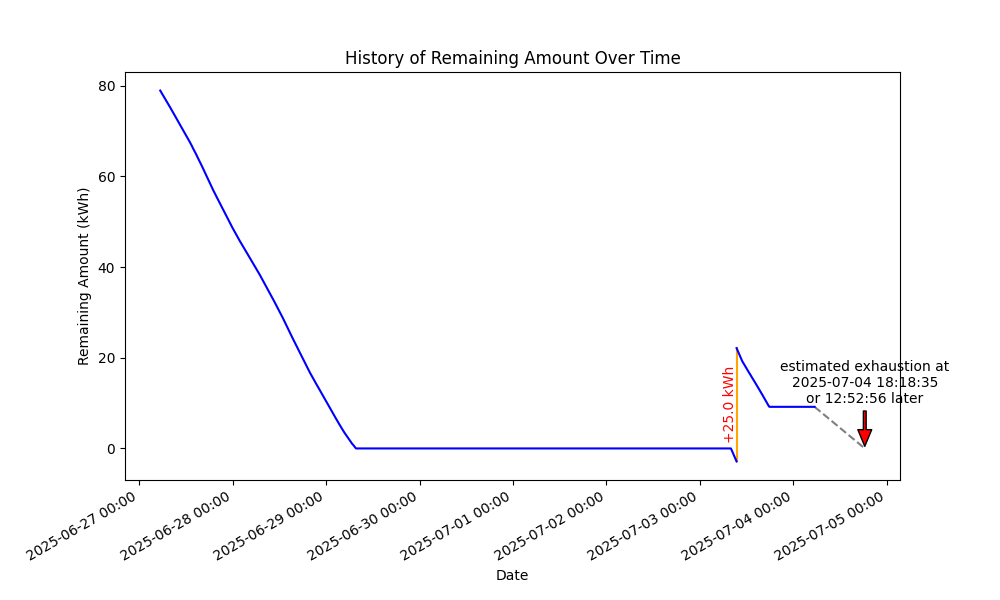 History of Remaining Amount Over Time
Remaining Amount (kWh)
80
60
40
20
0
+25.0 kWh
estimated exhaustion at
2025-07-04 18:18:35
or 12:52:56 later
2025-06-27 00:00
2025-06-28 00:00
2025-06-29 00:00
2025-06-30 00:00
2025-07-01 00:00
2025-07-02 00:00
2025-07-03 00:00
2025-07-04 00:00
2025-07-05 00:00
Date